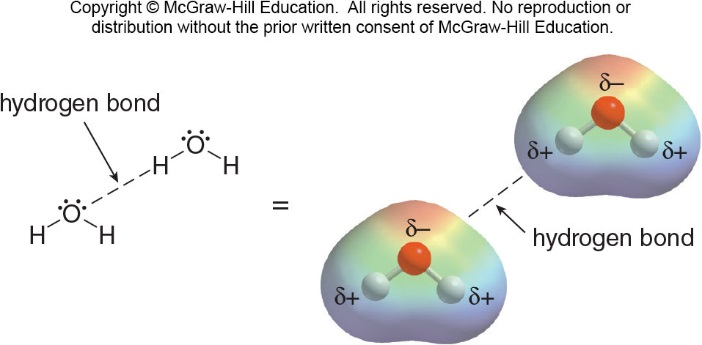 Copyright © McGraw-Hill Education. All rights reserved. No reproduction or
distribution without the prior written consent of McGraw-Hill Education.
hydrogen bond
Ö
H
H
Ö
H
H
=
δ–
δ+
δ+
δ–
δ+
δ+
hydrogen bond